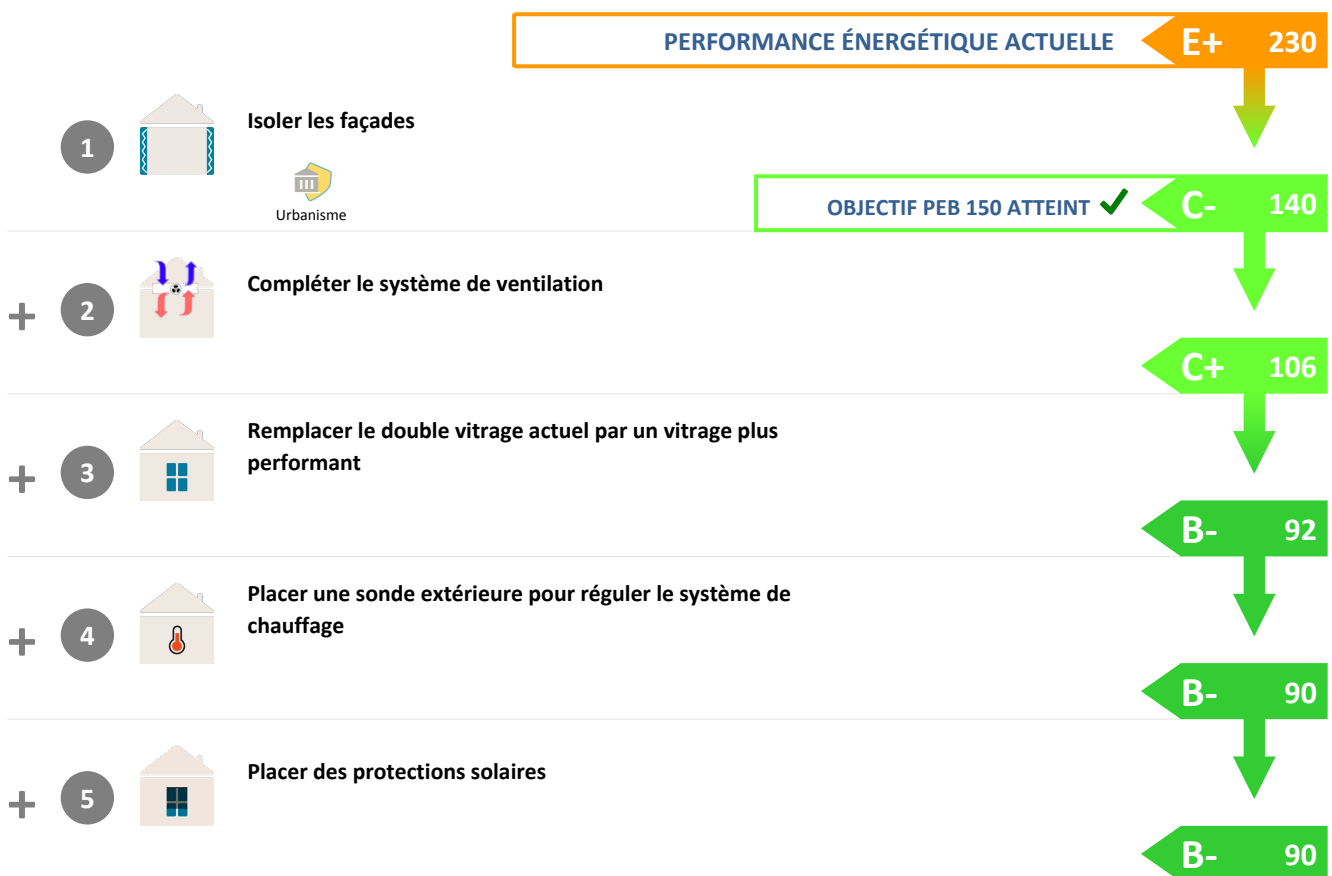 PERFORMANCE ÉNERGÉTIQUE ACTUELLE E+ 230
1 Isoler les façades
Urbanisme
OBJECTIF PEB 150 ATTEINT ✔ C- 140
+ 2 Compléter le système de ventilation
C+ 106
+ 3 Remplacer le double vitrage actuel par un vitrage plus
performant
B- 92
+ 4 Placer une sonde extérieure pour réguler le système de
chauffage
B- 90
+ 5 Placer des protections solaires
B- 90